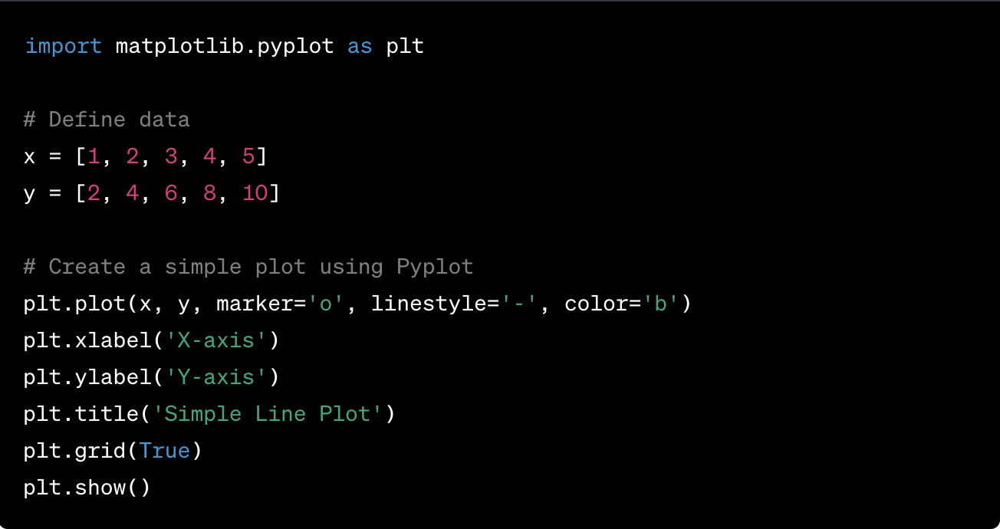 import matplotlib.pyplot as plt
# Define data
x = [1, 2, 3, 4, 5]
y = [2, 4, 6, 8, 10]
# Create a simple plot using Pyplot
plt.plot(x, y, marker='o', linestyle='-', color='b')
plt.xlabel('X-axis')
plt.ylabel('Y-axis')
plt.title('Simple Line Plot')
plt.grid(True)
plt.show()